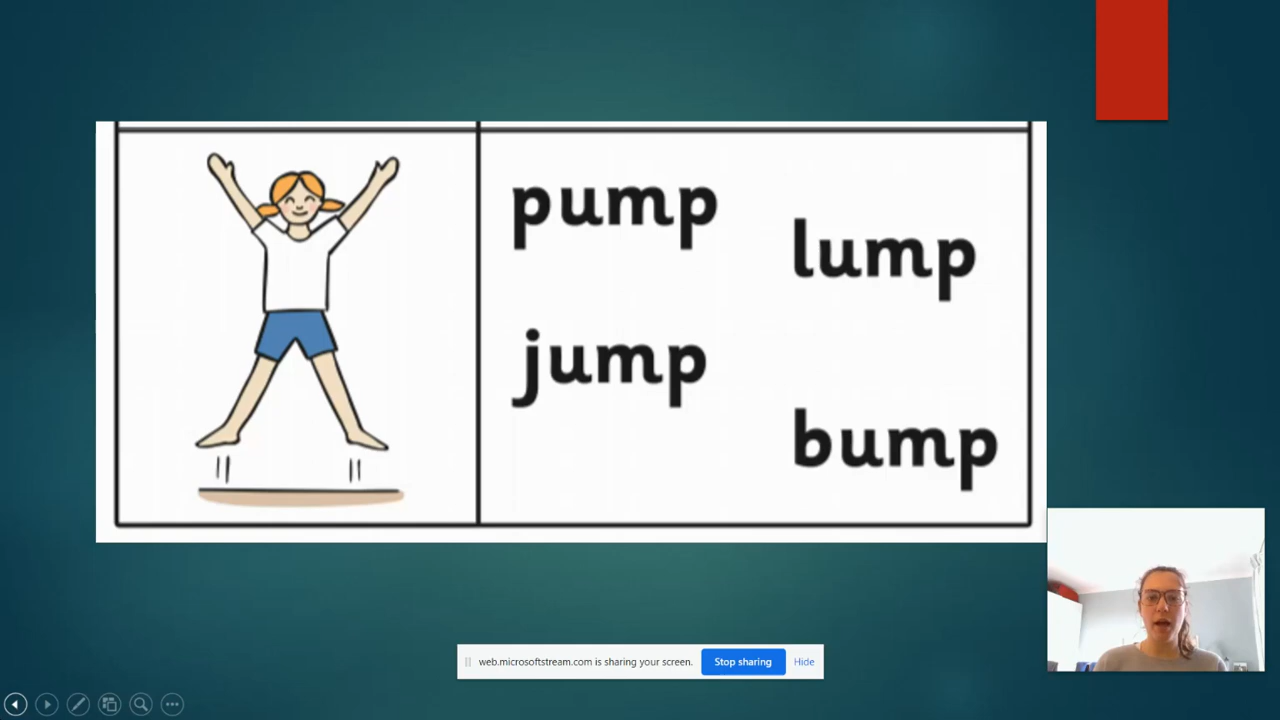 pump
lump
jump
bump
web.microsoftstream.com is sharing your screen. Stop sharing Hide